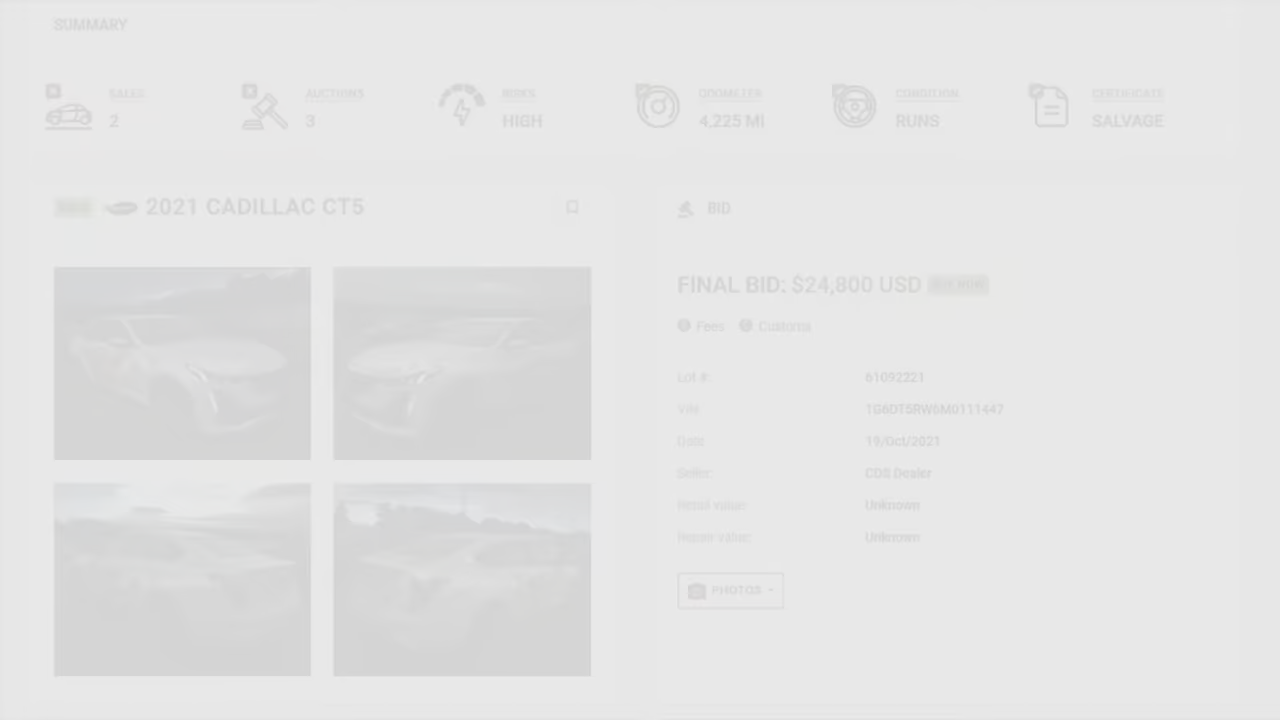 SUMMARY
SALES
2
AUCTIONS
3
RISKS
HIGH
ODOMETER
4,225 MI
CONDITION
RUNS
CERTIFICATE
SALVAGE
2021 CADILLAC CT5
BID
FINAL BID: $24,800 USD
Fees Customs
Lot #: 61092221
VIN: 1G6DT5RW6M0111447
Date: 19/Oct/2021
Seller: COS Dealer
Retail value: Unknown
Repair value: Unknown
PHOTOS